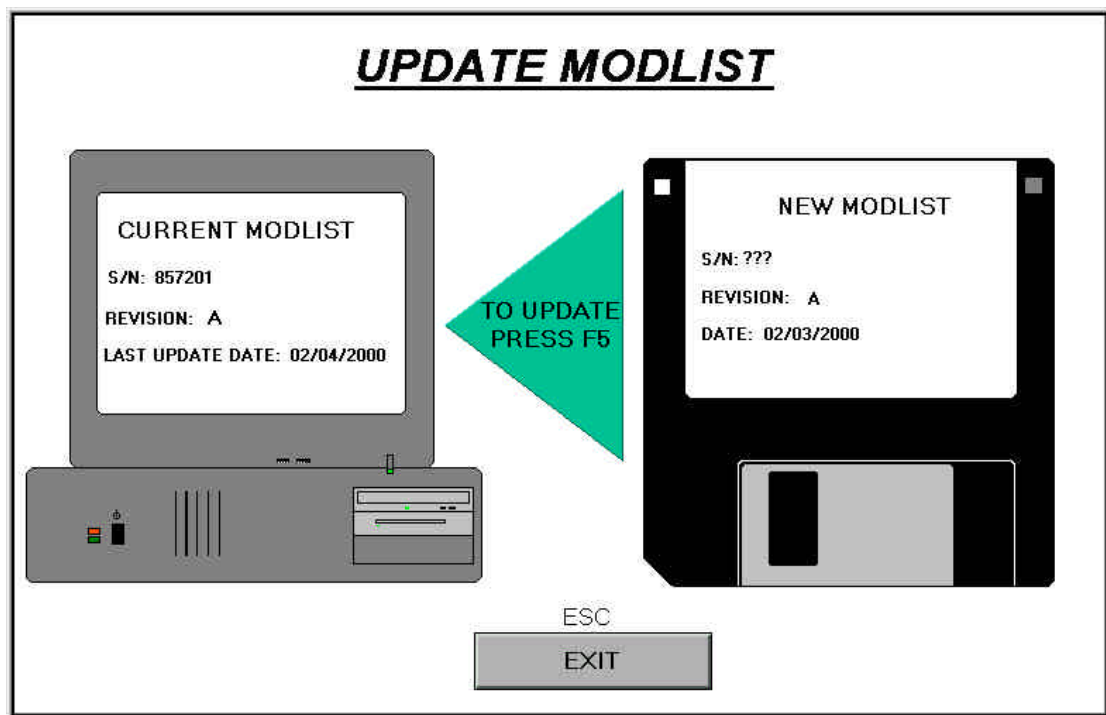 UPDATE MODLIST
CURRENT MODLIST
S/N: 857201
REVISION: A
LAST UPDATE DATE: 02/04/2000
TO UPDATE
PRESS F5
NEW MODLIST
S/N: ???
REVISION: A
DATE: 02/03/2000
ESC
EXIT